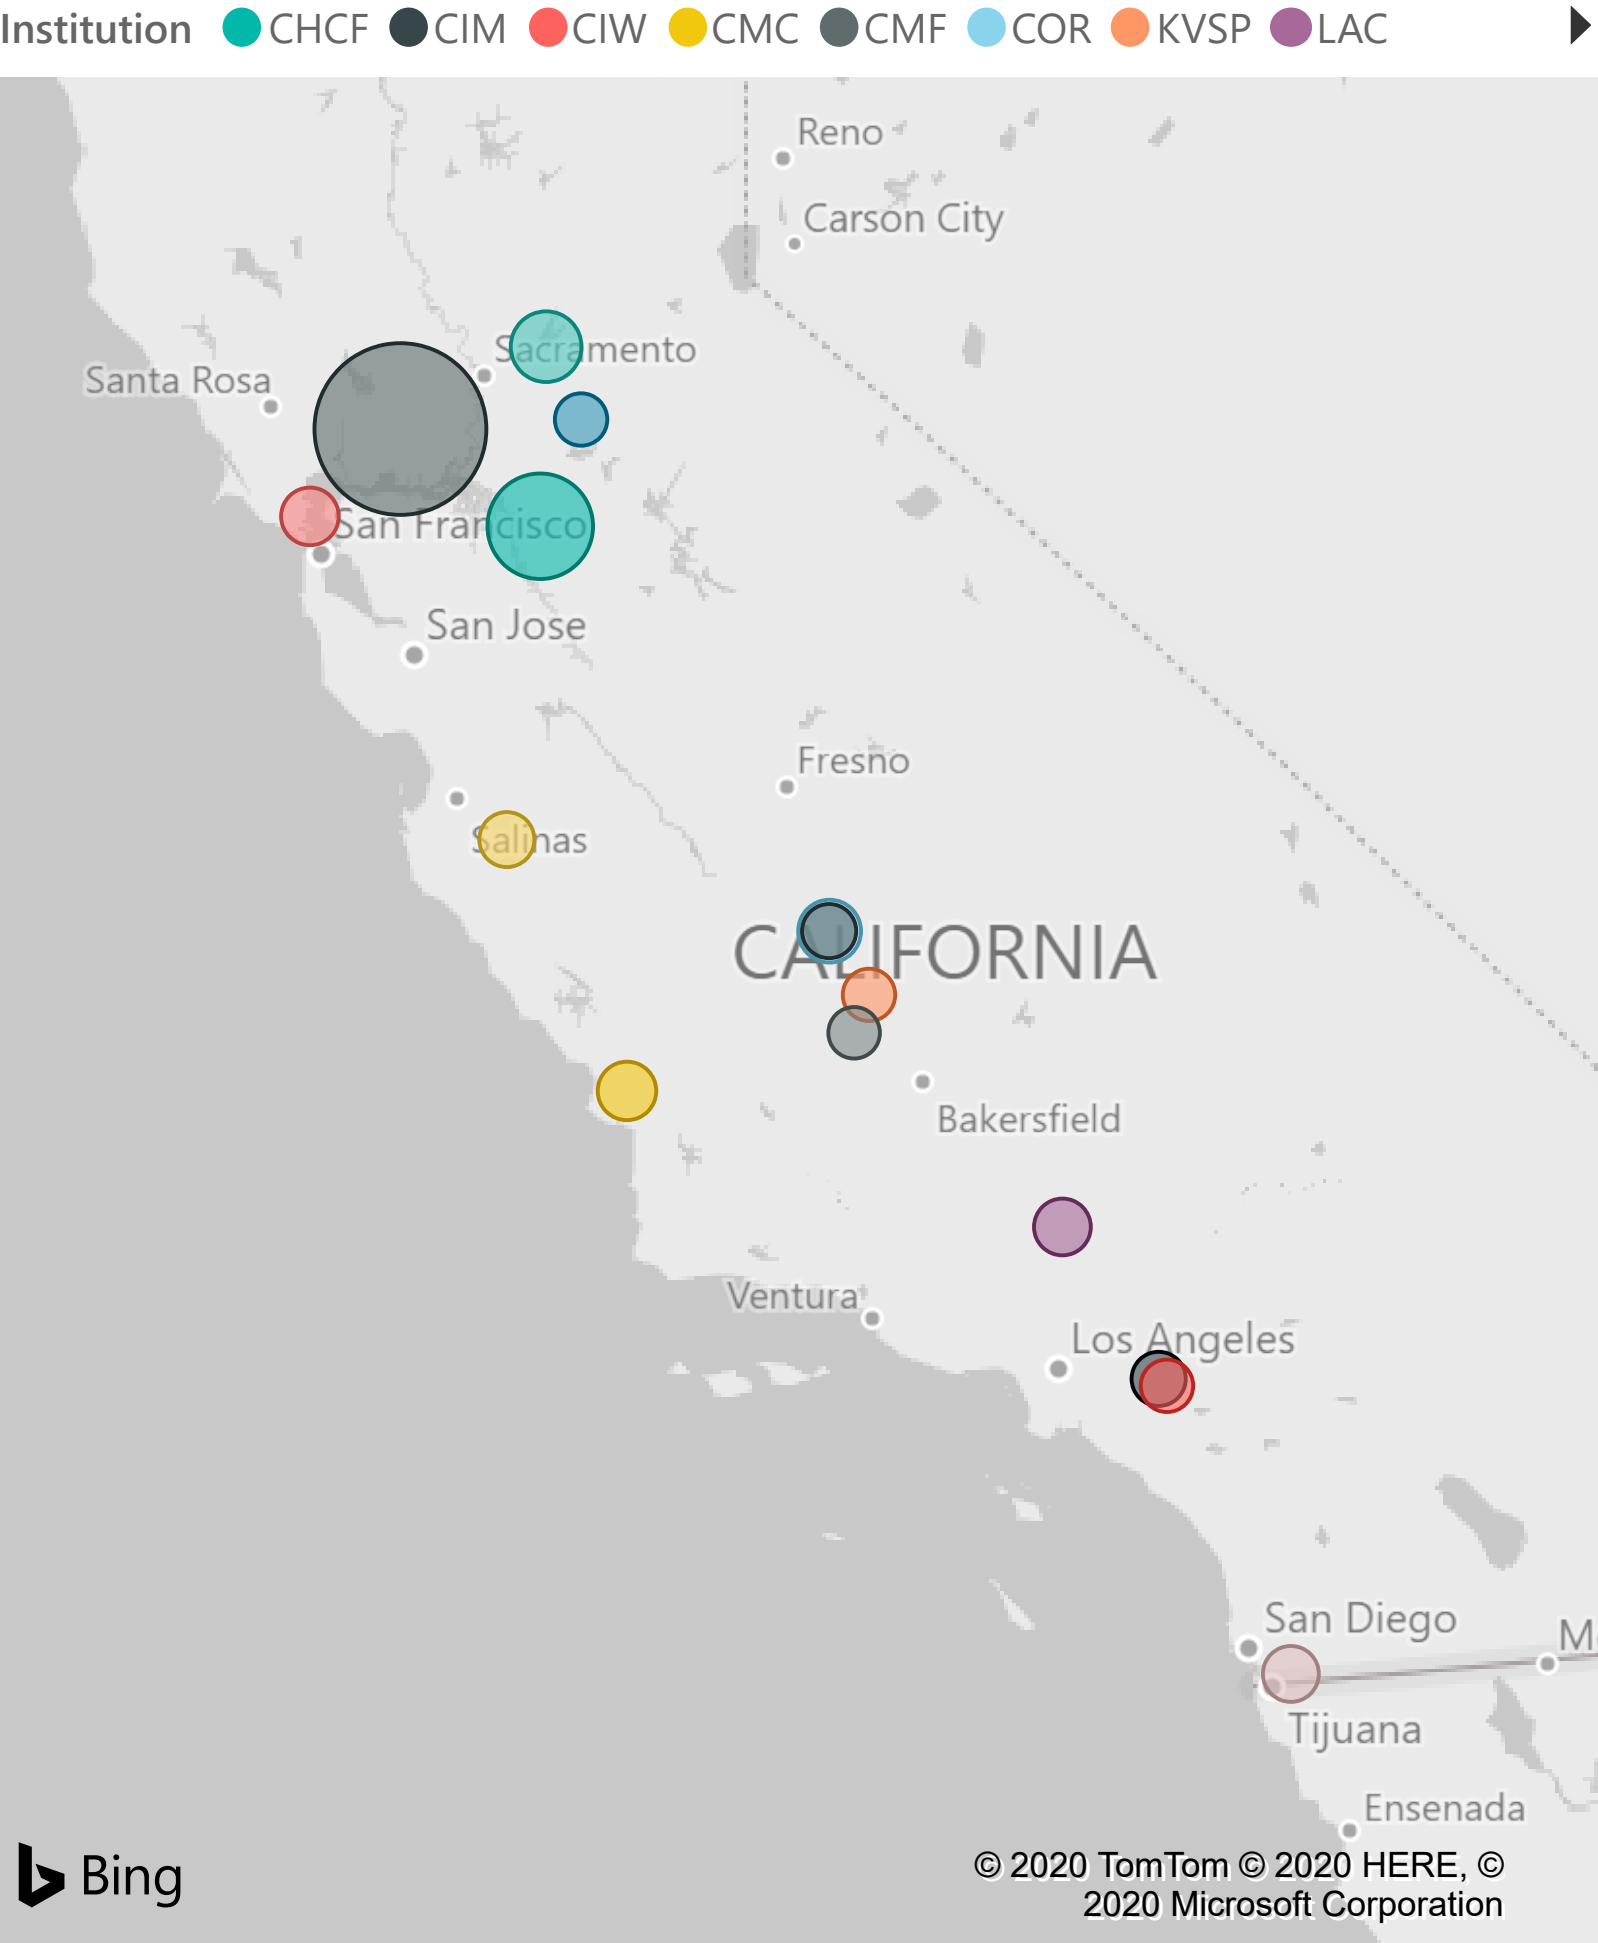 Institution CHCF CIM CIW CMC CMF COR KVSP LAC
Reno
Carson City
Sacramento
Santa Rosa
San Francisco
San Jose
Fresno
Salinas
CALIFORNIA
Bakersfield
Ventura
Los Angeles
San Diego
Tijuana
Ensenada
Bing
© 2020 TomTom © 2020 HERE, ©
2020 Microsoft Corporation